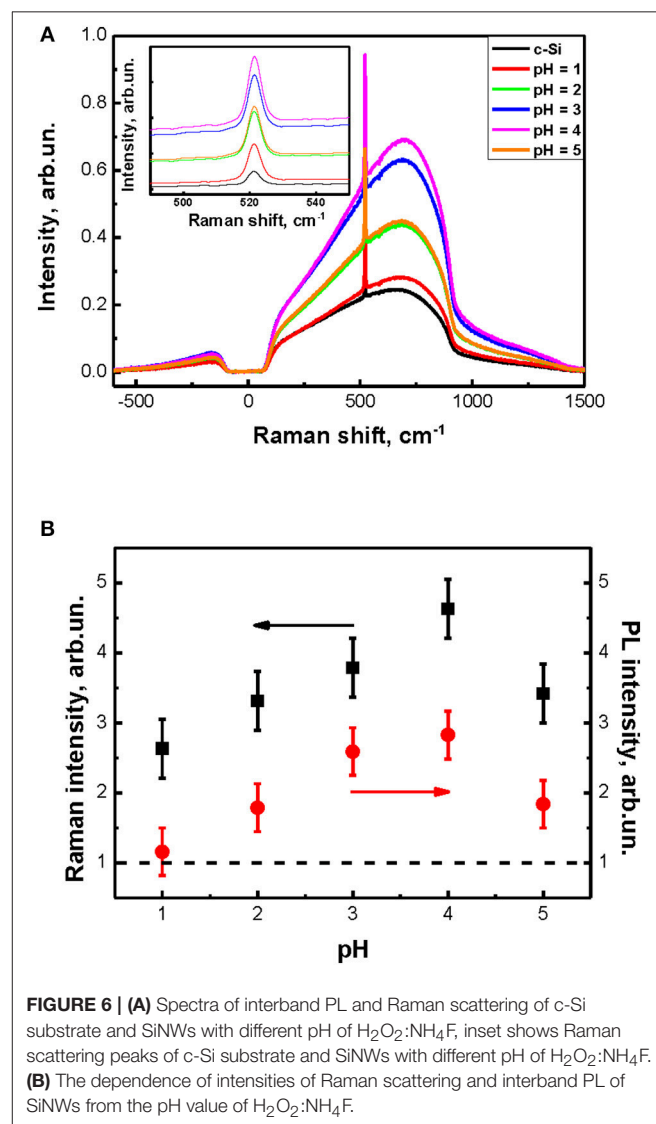 A
1.0
0.8
0.6
0.4
0.2
0.0
Intensity, arb.un.
-500 0 500 1000 1500
Raman shift, cm-1
Intensity, arb.un.
500 520 540
Raman shift, cm-1
c-Si
pH = 1
pH = 2
pH = 3
pH = 4
pH = 5
B
Raman intensity, arb.un.
5
4
3
2
1
1 2 3 4 5
pH
5
4
3
2
1
PL intensity, arb.un.
FIGURE 6 | (A) Spectra of interband PL and Raman scattering of c-Si
substrate and SiNWs with different pH of H2O2:NH4F, inset shows Raman
scattering peaks of c-Si substrate and SiNWs with different pH of H2O2:NH4F.
(B) The dependence of intensities of Raman scattering and interband PL of
SiNWs from the pH value of H2O2:NH4F.